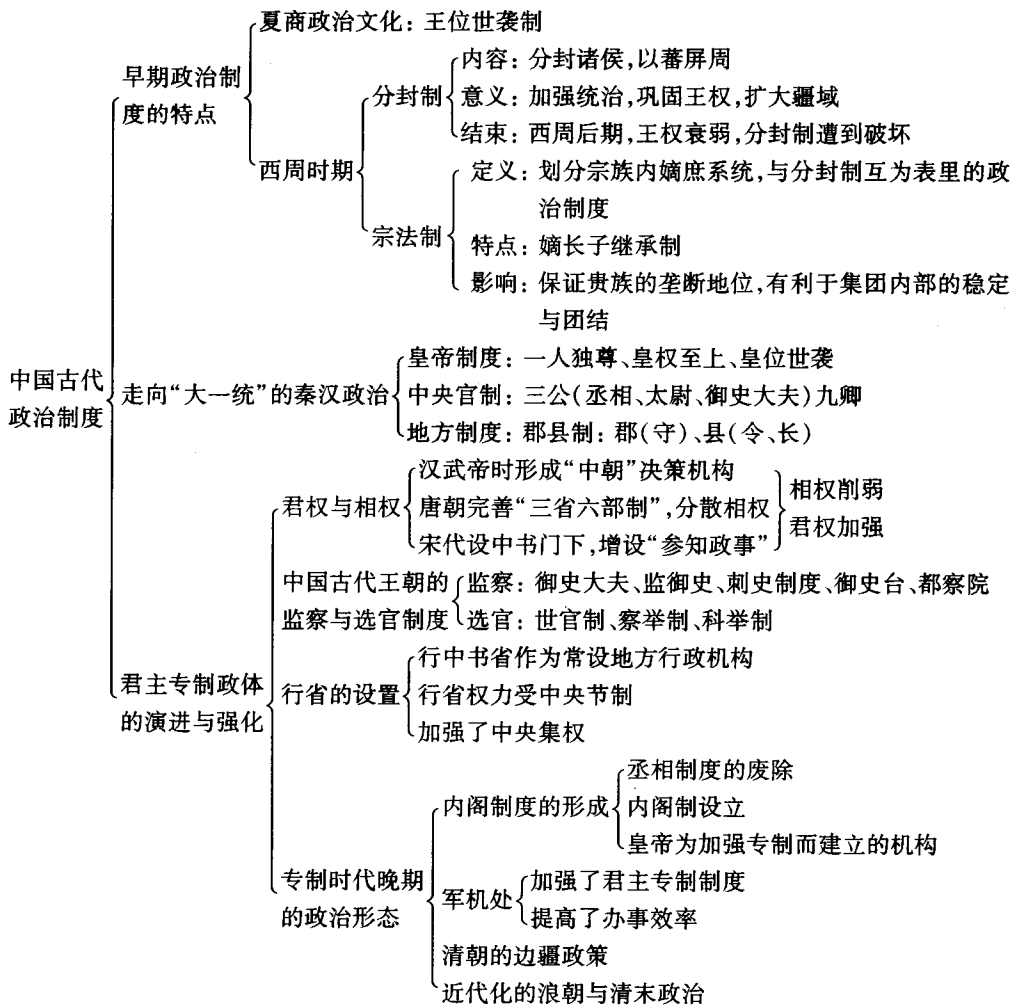 中国古代
政治制度
早期政治制
度的特点
夏商政治文化：王位世袭制
西周时期
分封制
内容：分封诸侯,以蕃屏周
意义：加强统治,巩固王权,扩大疆域
结束：西周后期,王权衰弱,分封制遭到破坏
宗法制
定义：划分宗族内嫡庶系统,与分封制互为表里的政
治制度
特点：嫡长子继承制
影响：保证贵族的垄断地位,有利于集团内部的稳定
与团结
走向“大一统”的秦汉政治
皇帝制度：一人独尊、皇权至上、皇位世袭
中央官制：三公(丞相、太尉、御史大夫)九卿
地方制度：郡县制：郡(守)、县(令、长)
君主专制政体
的演进与强化
君权与相权
汉武帝时形成“中朝”决策机构
唐朝完善“三省六部制”,分散相权
宋代设中书门下,增设“参知政事”
相权削弱
君权加强
中国古代王朝的
监察与选官制度
监察：御史大夫、监御史、刺史制度、御史台、都察院
选官：世官制、察举制、科举制
行省的设置
行中书省作为常设地方行政机构
行省权力受中央节制
加强了中央集权
专制时代晚期
的政治形态
内阁制度的形成
丞相制度的废除
内阁制设立
皇帝为加强专制而建立的机构
军机处
加强了君主专制制度
提高了办事效率
清朝的边疆政策
近代化的浪朝与清末政治